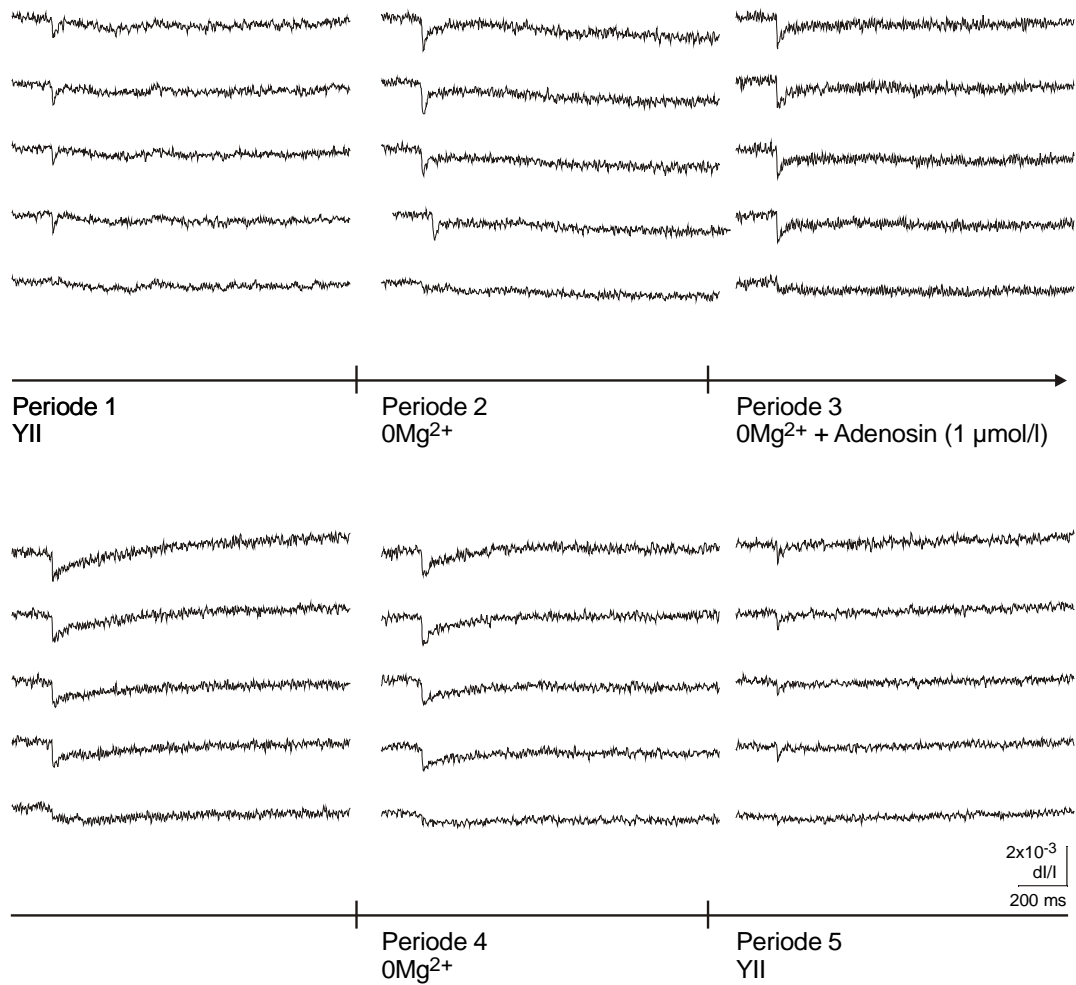 Periode 1
YII
Periode 2
0Mg²⁺
Periode 3
0Mg²⁺ + Adenosin (1 µmol/l)
2x10⁻³
dI/I
200 ms
Periode 4
0Mg²⁺
Periode 5
YII